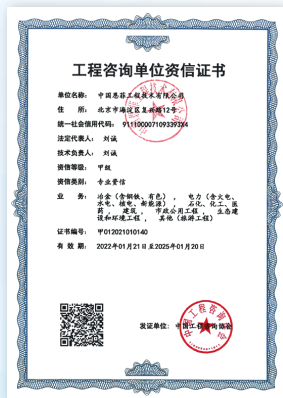 工程咨询单位资信证书
单位名称: 中国恩菲工程技术有限公司
住 所: 北京市海淀区复兴路12号
统一社会信用代码: 9111000071093393X4
法定代表人: 刘诚
技术负责人: 刘诚
资信等级: 甲级
资信类别: 专业资信
业 务: 冶金(含钢铁、有色) , 电力(含火电、
水电、核电、新能源) , 石化、化工、医
药 , 建筑 , 市政公用工程 , 生态建
设和环境工程 , 其他(旅游工程)
证书编号: 甲012021010140
有 效 期: 2022年01月21日至2025年01月20日
发证单位: 中国工程咨询协会